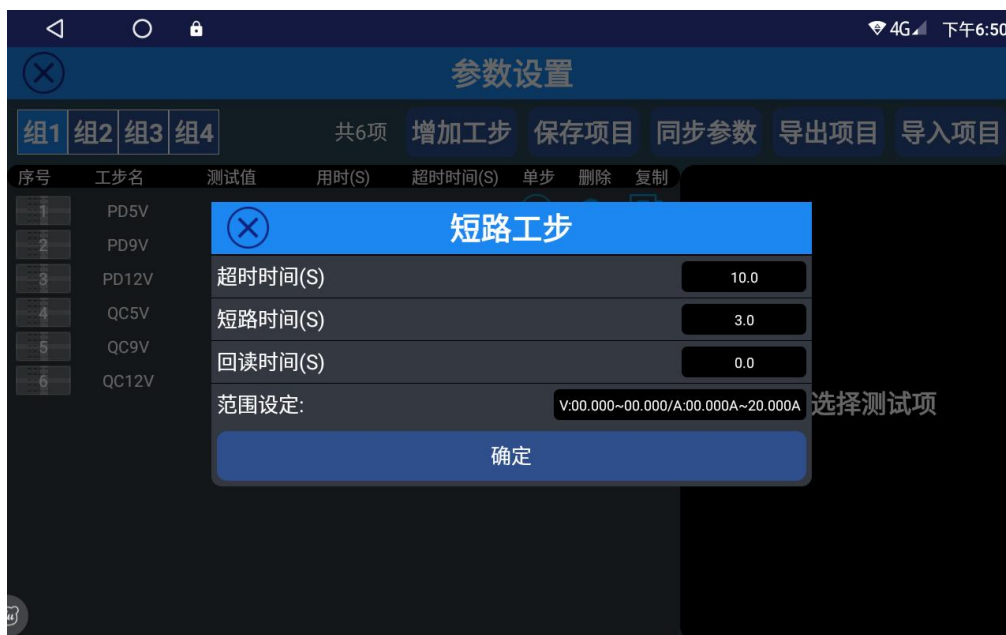 4G 下午6:50
参数设置
组1 组2 组3 组4 共6项 增加工步 保存项目 同步参数 导出项目 导入项目
序号 工步名 测试值 用时(S) 超时时间(S) 单步 删除 复制
1 PD5V
短路工步
2 PD9V
3 PD12V
超时时间(S) 10.0
4 QC5V
短路时间(S) 3.0
5 QC9V
回读时间(S) 0.0
6 QC12V
范围设定: V:00.000~00.000/A:00.000A~20.000A
选择测试项
确定